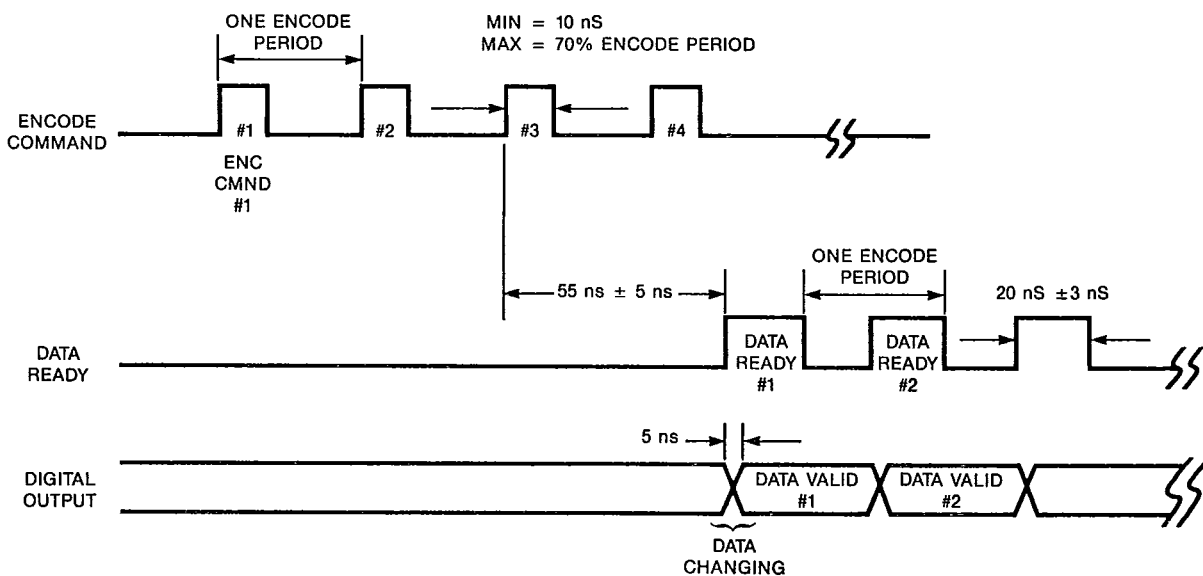 ONE ENCODE
PERIOD
MIN = 10 nS
MAX = 70% ENCODE PERIOD
ENCODE
COMMAND
#1
#2
#3
#4
ENC
CMND
#1
55 ns ± 5 ns
ONE ENCODE
PERIOD
20 nS ±3 nS
DATA
READY
DATA
READY
#1
DATA
READY
#2
5 ns
DIGITAL
OUTPUT
DATA VALID
#1
DATA VALID
#2
DATA
CHANGING